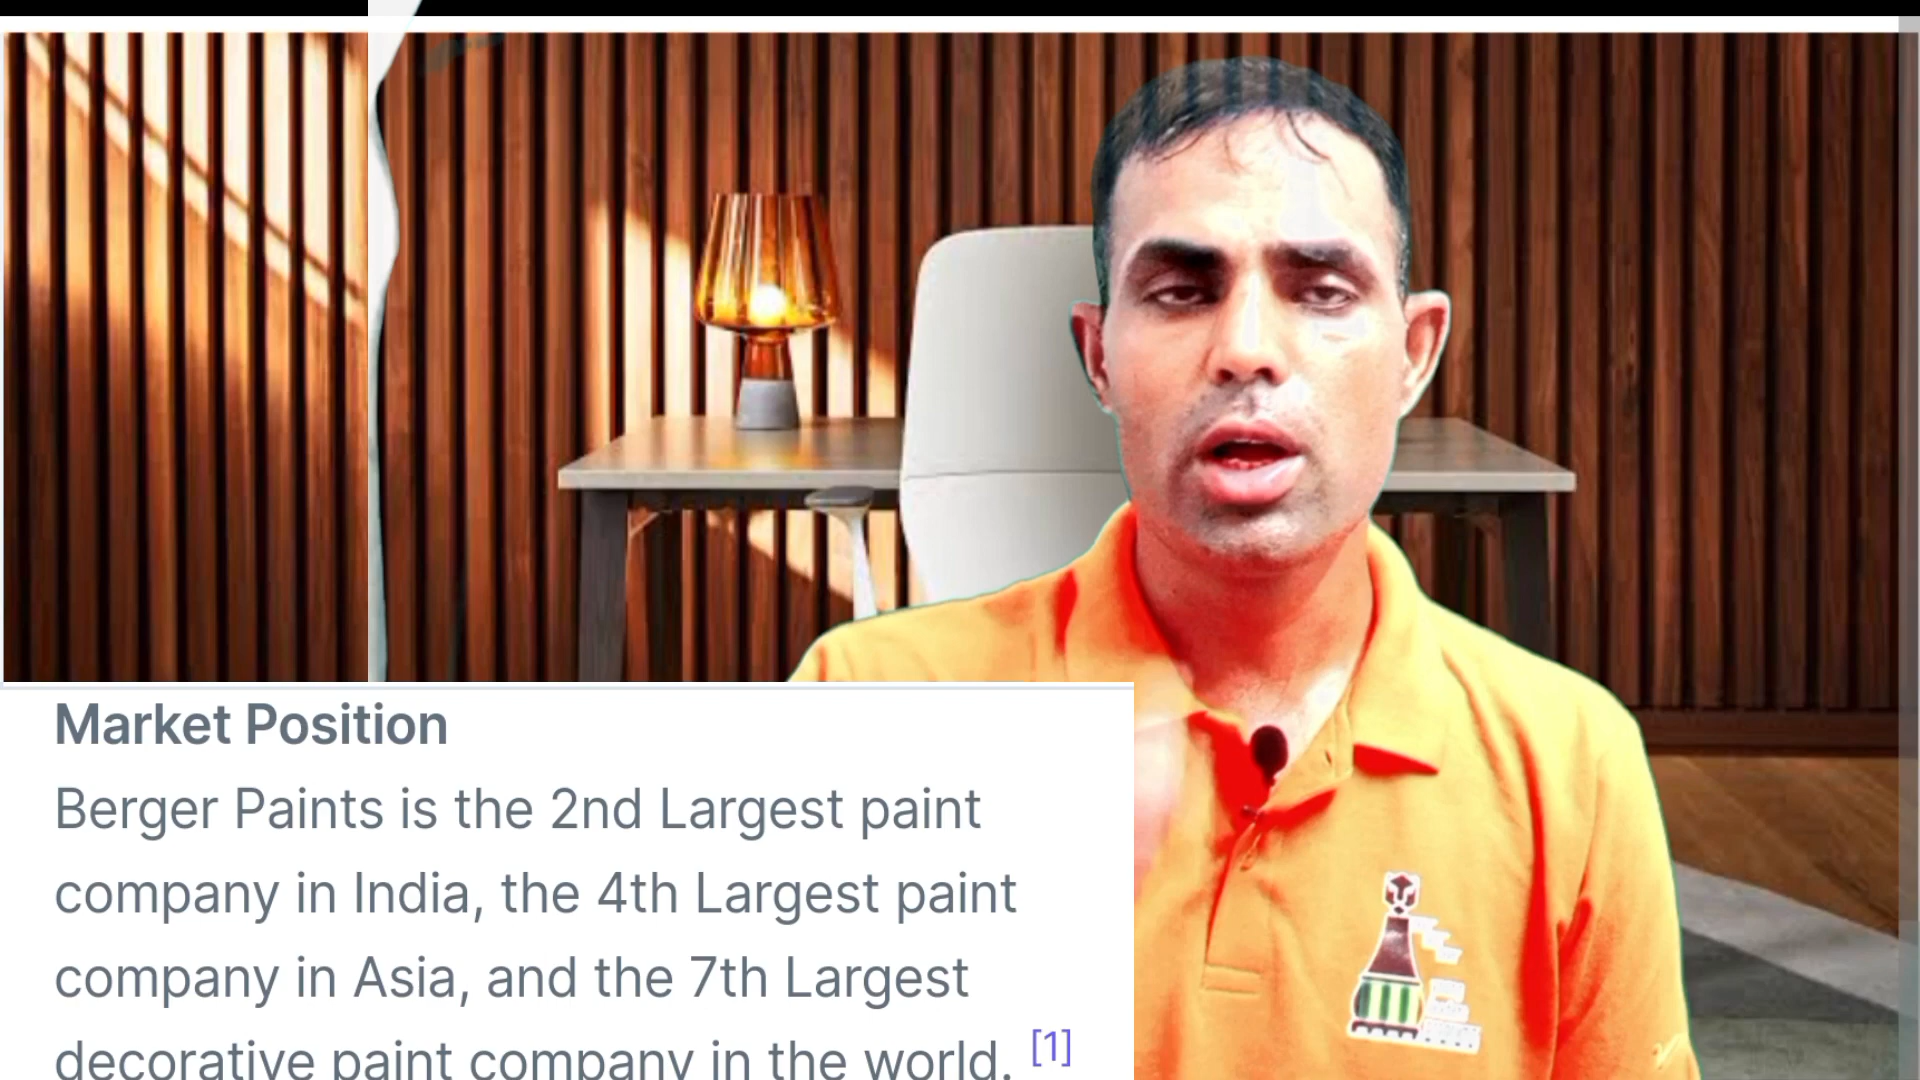 Market Position
Berger Paints is the 2nd Largest paint
company in India, the 4th Largest paint
company in Asia, and the 7th Largest
decorative paint company in the world. [1]